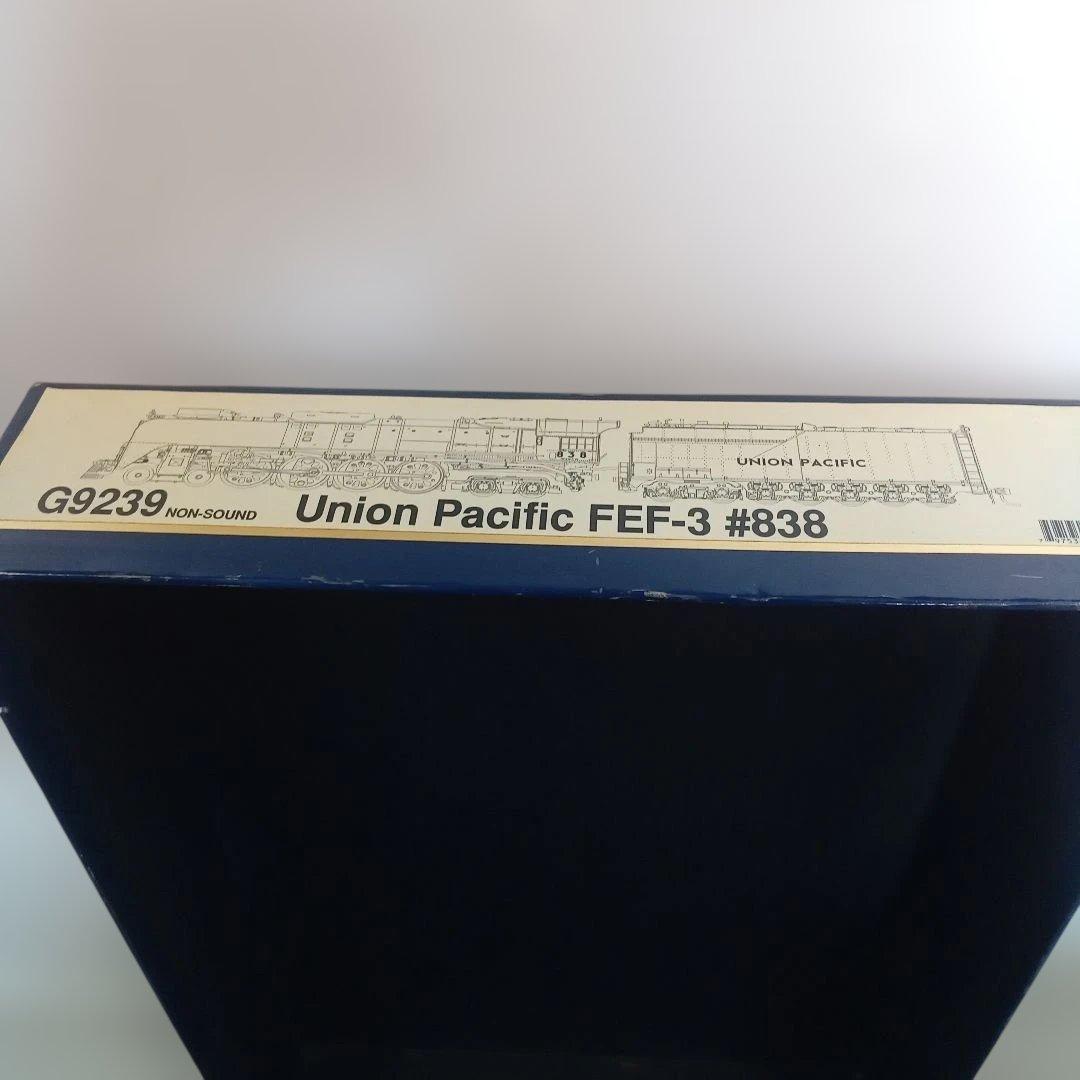 838
UNION PACIFIC
G9239 NON-SOUND Union Pacific FEF-3 #838